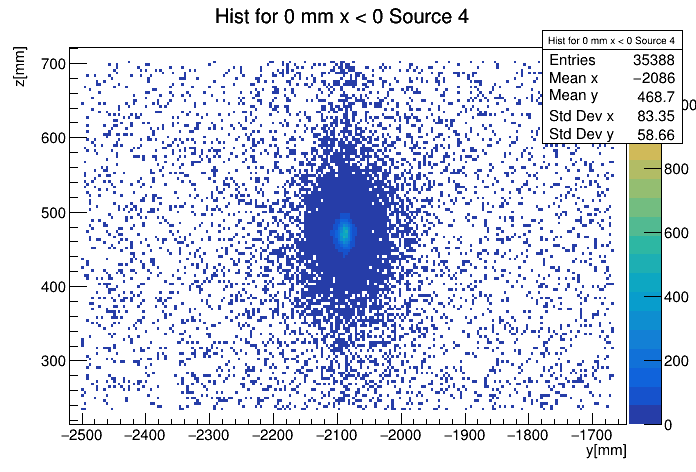 Hist for 0 mm x < 0 Source 4
Hist for 0 mm x < 0 Source 4
Entries 35388
Mean x −2086
Mean y 468.7
Std Dev x 83.35
Std Dev y 58.66
z[mm]
700
600
500
400
300
00
800
600
400
200
0
−2500 −2400 −2300 −2200 −2100 −2000 −1900 −1800 −1700
y[mm]